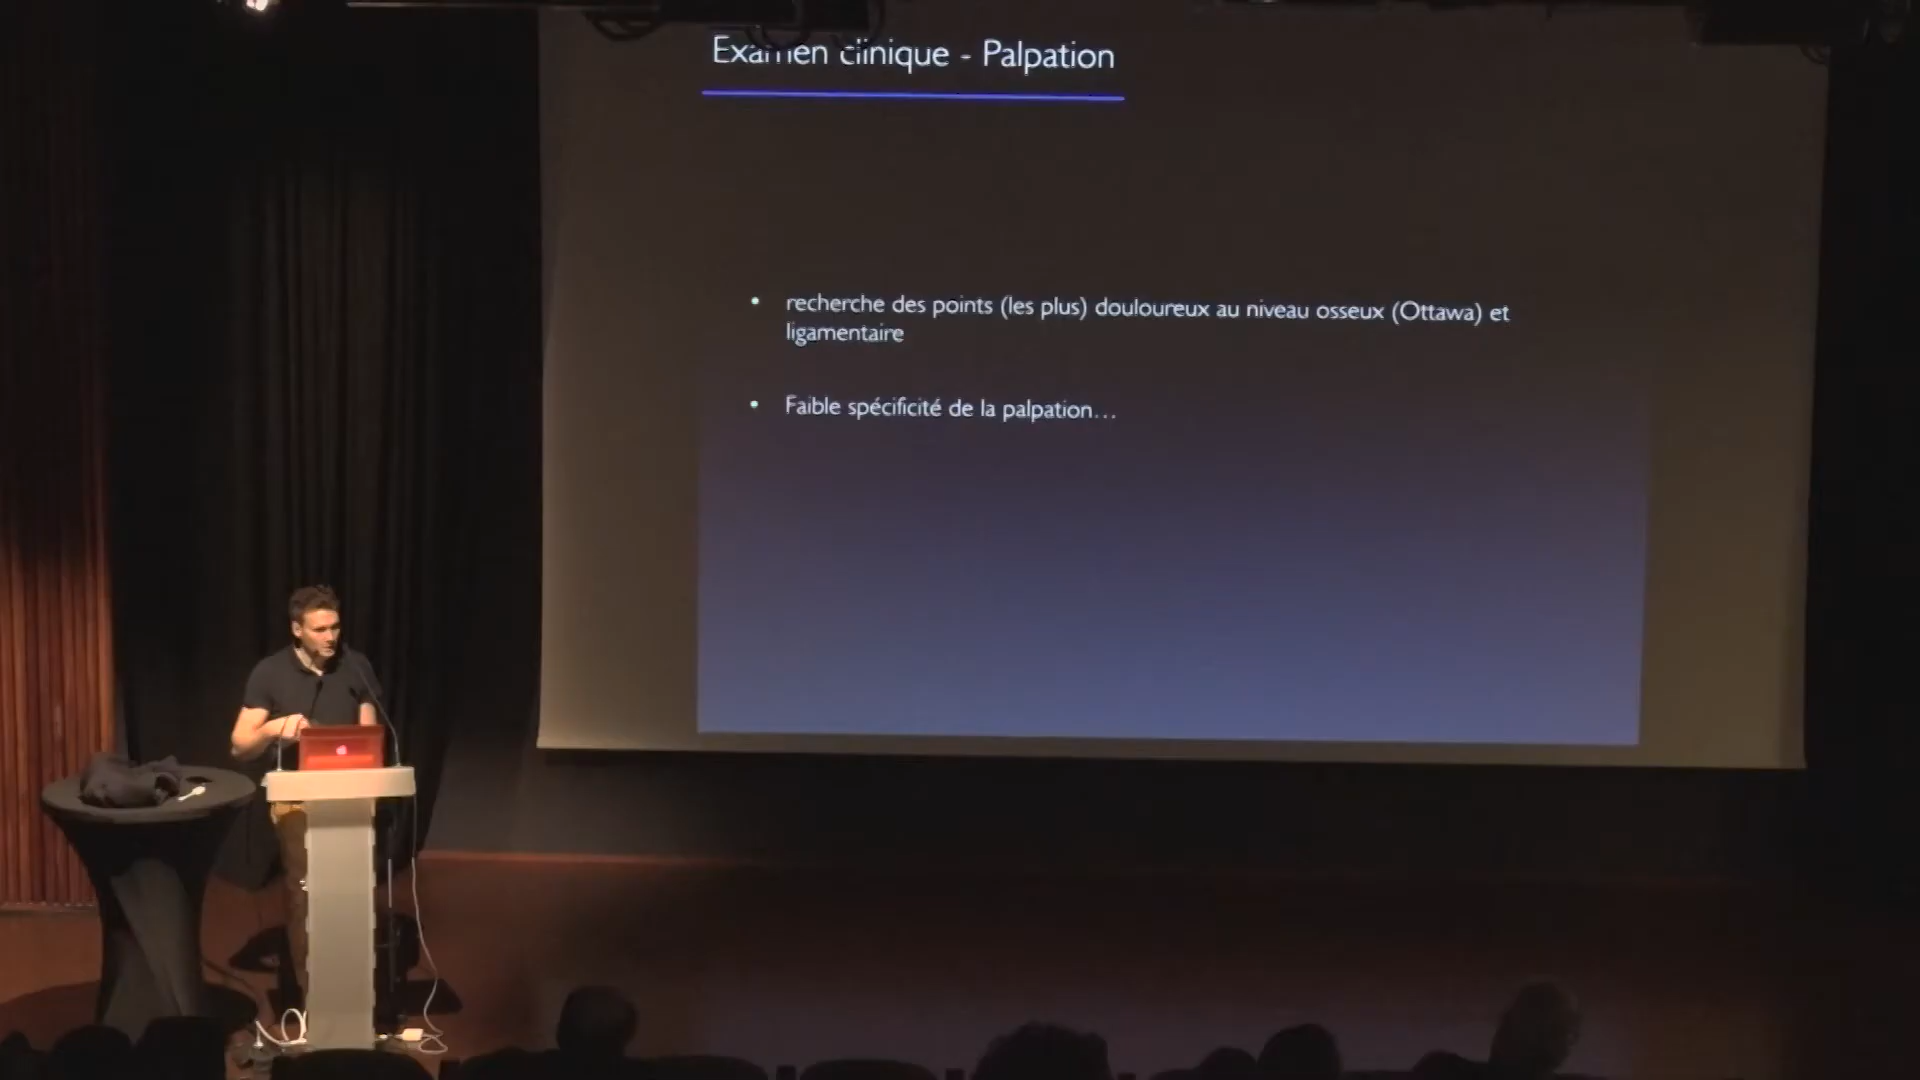 Examen clinique - Palpation
• recherche des points (les plus) douloureux au niveau osseux (Ottawa) et
ligamentaire
• Faible spécificité de la palpation…